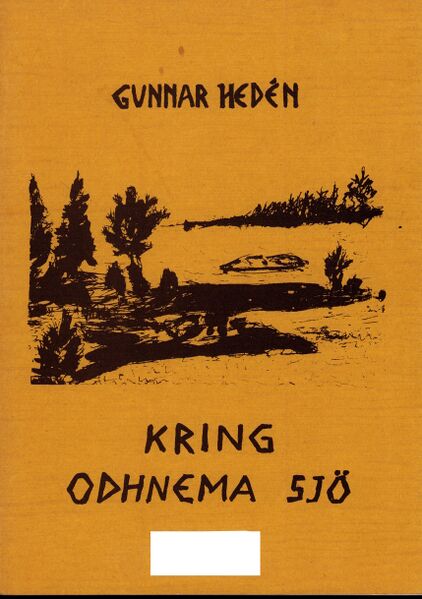 GUNNAR HEDÉN
KRING
ODHNEMA SJÖ